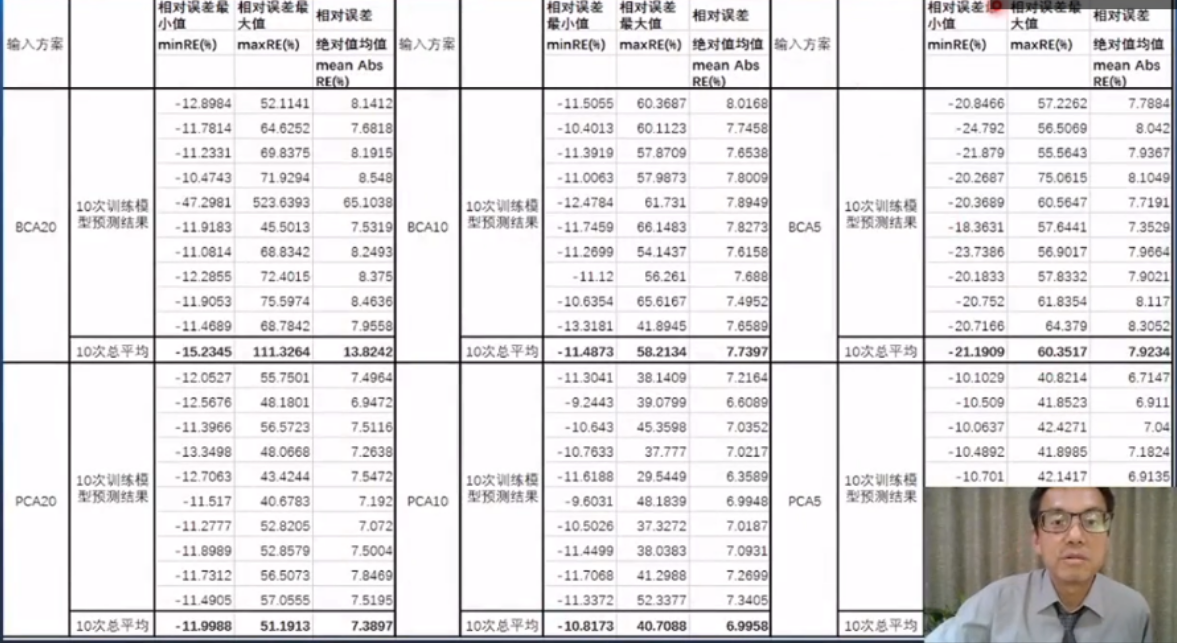 相对误差最 相对误差最 相对误差 相对误差 相对误差 相对误差 相对误差 相对误差最 相对误差
小值 大值 最小值 最大值 小值 大值
输入方案 minRE(%) maxRE(%) 绝对值均值 输入方案 minRE(%) maxRE(%) 绝对值均值 输入方案 minRE(%) maxRE(%) 绝对值均值
mean Abs mean Abs mean Abs
RE(%) RE(%) RE(%)
-12.8984 52.1141 8.1412 -11.5055 60.3687 8.0168 -20.8466 57.2262 7.7884
-11.7814 64.6252 7.6818 -10.4013 60.1123 7.7458 -24.792 56.5069 8.042
-11.2331 69.8375 8.1915 -11.3919 57.8709 7.6538 -21.879 55.5643 7.9367
-10.4743 71.9294 8.548 -11.0063 57.9873 7.8009 -20.2687 75.0615 8.1049
10次训练模 -47.2981 523.6393 65.1038 10次训练模 -12.4784 61.731 7.8949 10次训练模 -20.3689 60.5647 7.7191
BCA20 型预测结果 -11.9183 45.5013 7.5319 BCA10 型预测结果 -11.7459 66.1483 7.8273 BCA5 型预测结果 -18.3631 57.6441 7.3529
-11.0814 68.8342 8.2493 -11.2699 54.1437 7.6158 -23.7386 56.9017 7.9664
-12.2855 72.4015 8.375 -11.12 56.261 7.688 -20.1833 57.8332 7.9021
-11.9053 75.5974 8.4636 -10.6354 65.6167 7.4952 -20.752 61.8354 8.117
-11.4689 68.7842 7.9558 -13.3181 41.8945 7.6589 -20.7166 64.379 8.3052
10次总平均 -15.2345 111.3264 13.8242 10次总平均 -11.4873 58.2134 7.7397 10次总平均 -21.1909 60.3517 7.9234
-12.0527 55.7501 7.4964 -11.3041 38.1409 7.2164 -10.1029 40.8214 6.7147
-12.5676 48.1801 6.9472 -9.2443 39.0799 6.6089 -10.509 41.8523 6.911
-11.3966 56.5723 7.5116 -10.643 45.3598 7.0352 -10.0637 42.4271 7.04
-13.3498 48.0668 7.2638 -10.7633 37.777 7.0217 -10.4892 41.8985 7.1824
10次训练模 -12.7063 43.4244 7.5472 10次训练模 -11.6188 29.5449 6.3589 10次训练模 -10.701 42.1417 6.9135
PCA20 型预测结果 -11.517 40.6783 7.192 PCA10 型预测结果 -9.6031 48.1839 6.9948 PCA5 型预测结果
-11.2777 52.8205 7.072 -10.5026 37.3272 7.0187
-11.8989 52.8579 7.5004 -11.4499 38.0383 7.0931
-11.7312 56.5073 7.8469 -11.7068 41.2988 7.2699
-11.4905 57.0555 7.5195 -11.3372 52.3377 7.3405
10次总平均 -11.9988 51.1913 7.3897 10次总平均 -10.8173 40.7088 6.9958 10次总平均